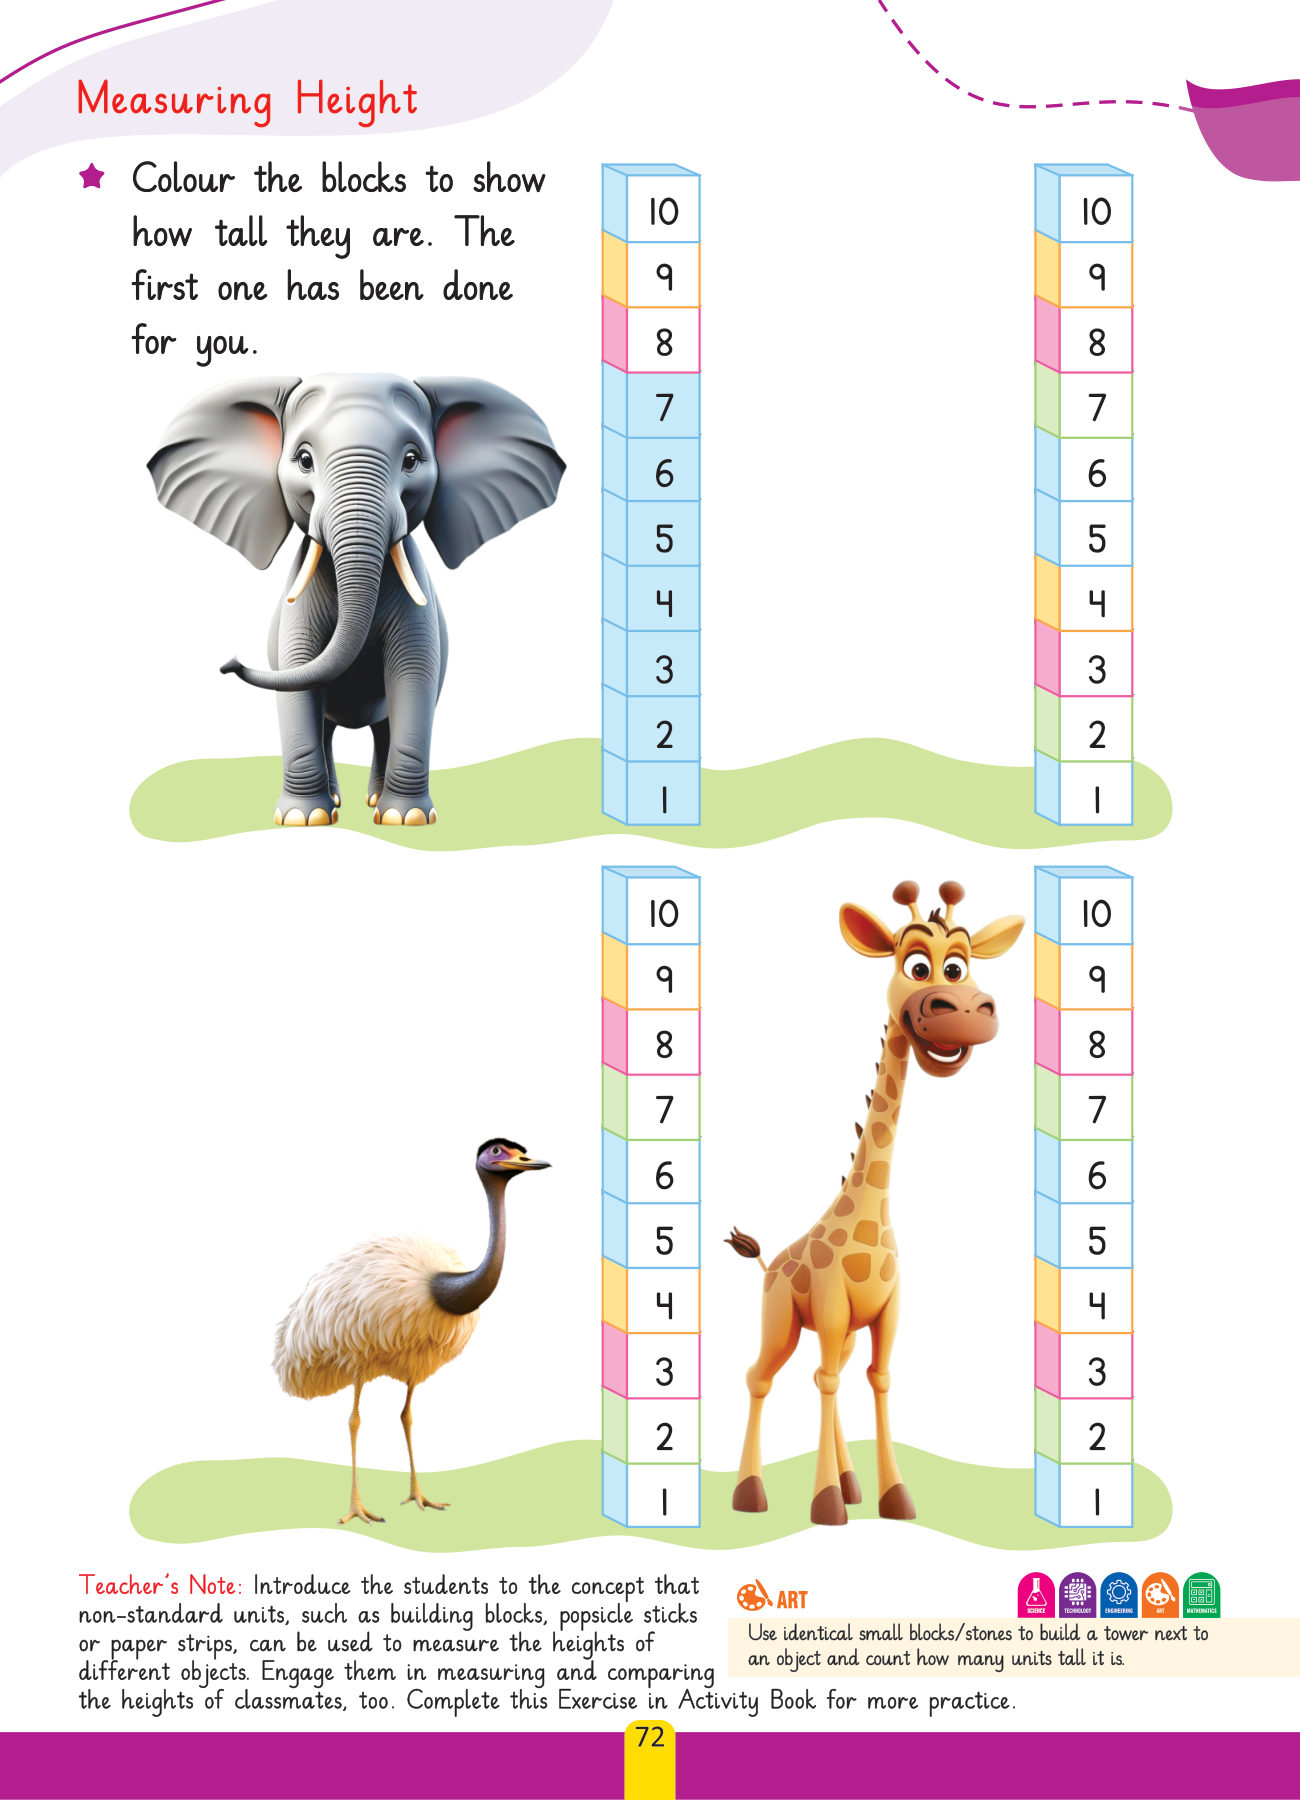 Measuring Height
Colour the blocks to show
how tall they are. The
first one has been done
for you.
10
9
8
7
6
5
4
3
2
1
10
9
8
7
6
5
4
3
2
1
10
9
8
7
6
5
4
3
2
1
10
9
8
7
6
5
4
3
2
1
Teacher's Note: Introduce the students to the concept that
non-standard units, such as building blocks, popsicle sticks
or paper strips, can be used to measure the heights of
different objects. Engage them in measuring and comparing
the heights of classmates, too. Complete this Exercise in Activity Book for more practice.
ART
SCIENCE
TECHNOLOGY
ENGINEERING
ART
MATHEMATICS
Use identical small blocks/stones to build a tower next to
an object and count how many units tall it is.
72